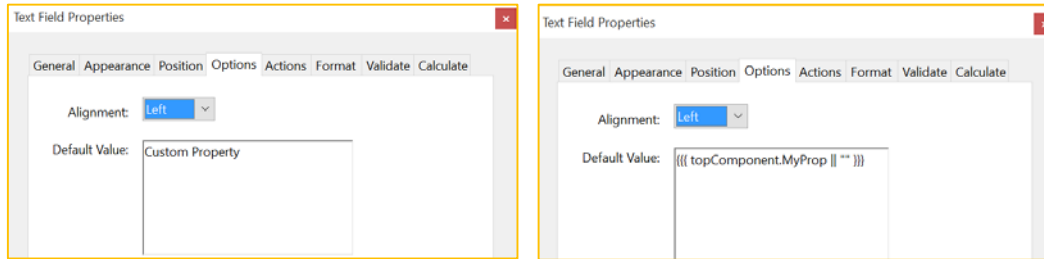 Text Field Properties
General Appearance Position Options Actions Format Validate Calculate
Alignment: Left
Default Value: Custom Property
Text Field Properties
General Appearance Position Options Actions Format Validate Calculate
Alignment: Left
Default Value: {{{ topComponent.MyProp || "" }}}